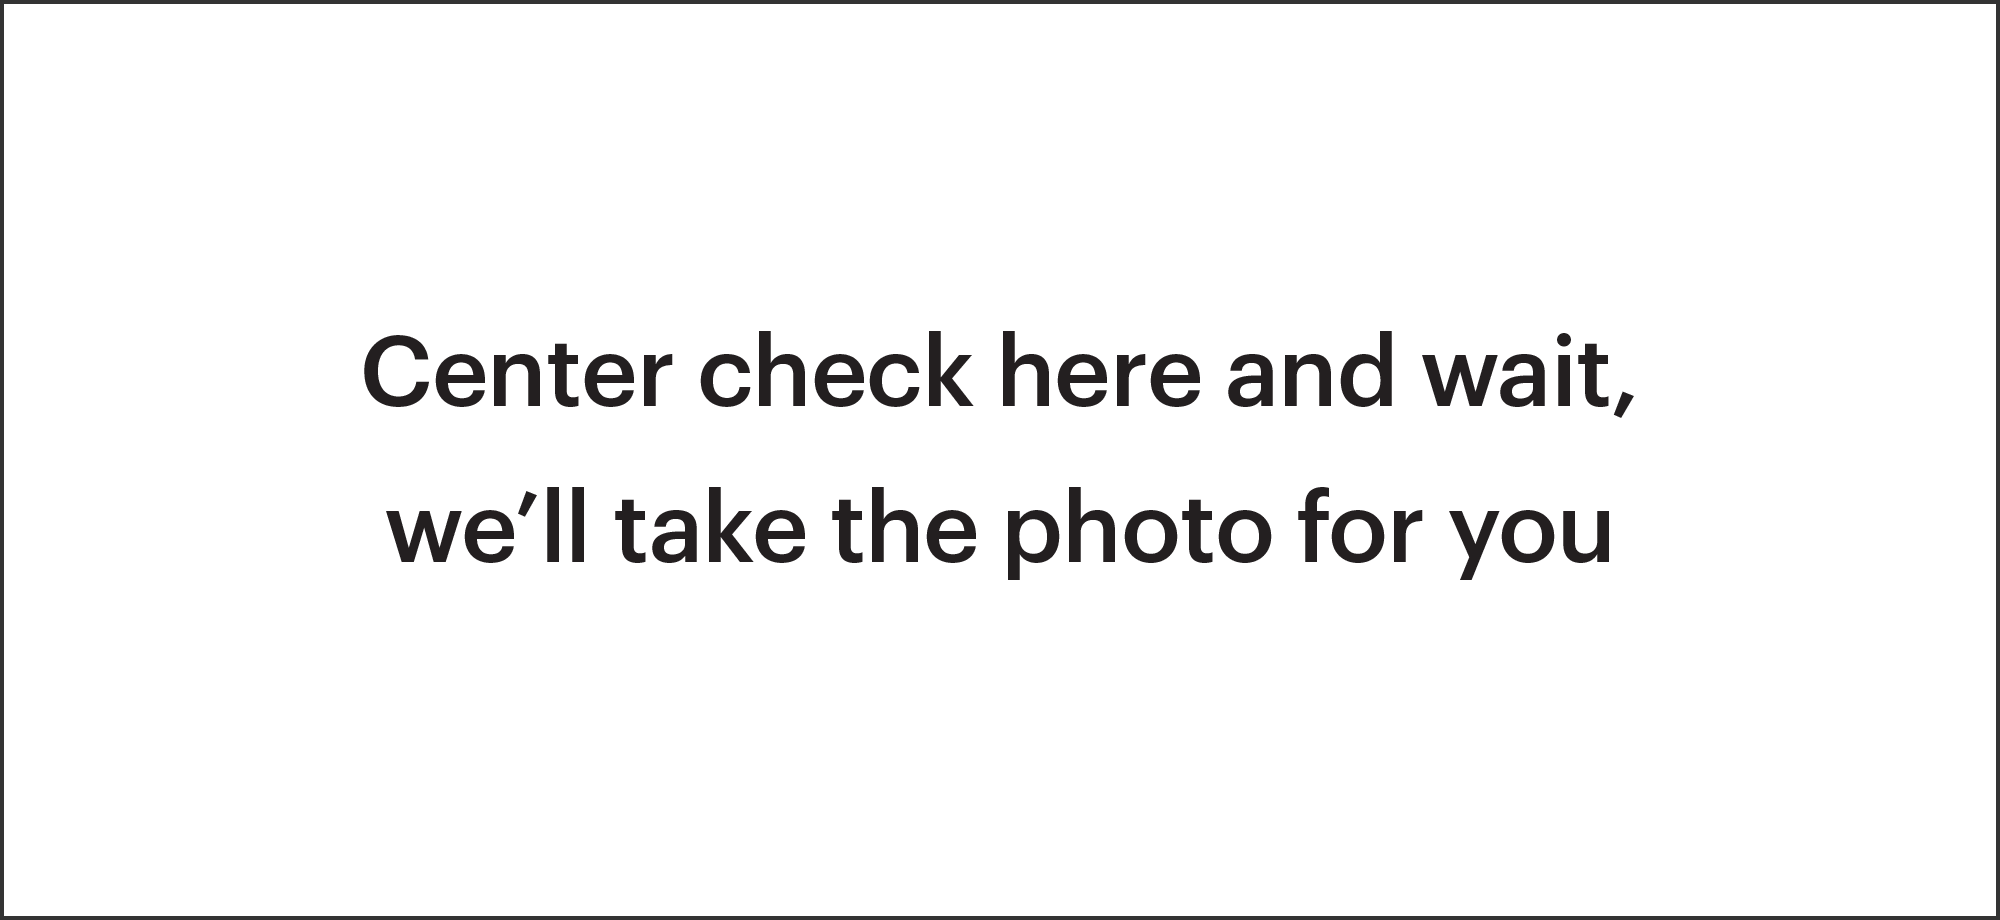 Center check here and wait,
we’ll take the photo for you